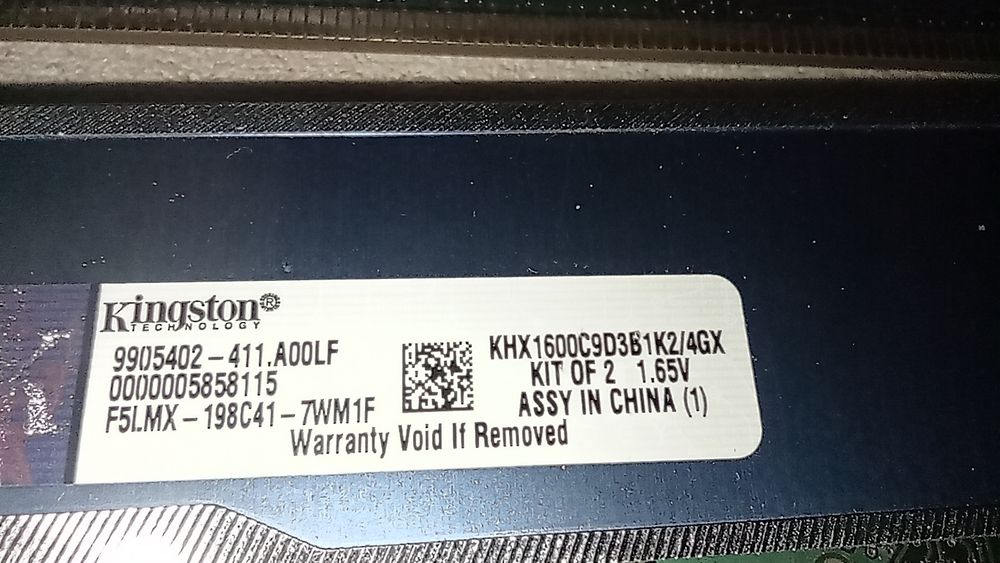 Kingston®
TECHNOLOGY
9905402-411.A00LF
0000005858115
F5LMX-198C41-7WM1F
KHX1600C9D3B1K2/4GX
KIT OF 2 1.65V
ASSY IN CHINA (1)
Warranty Void If Removed